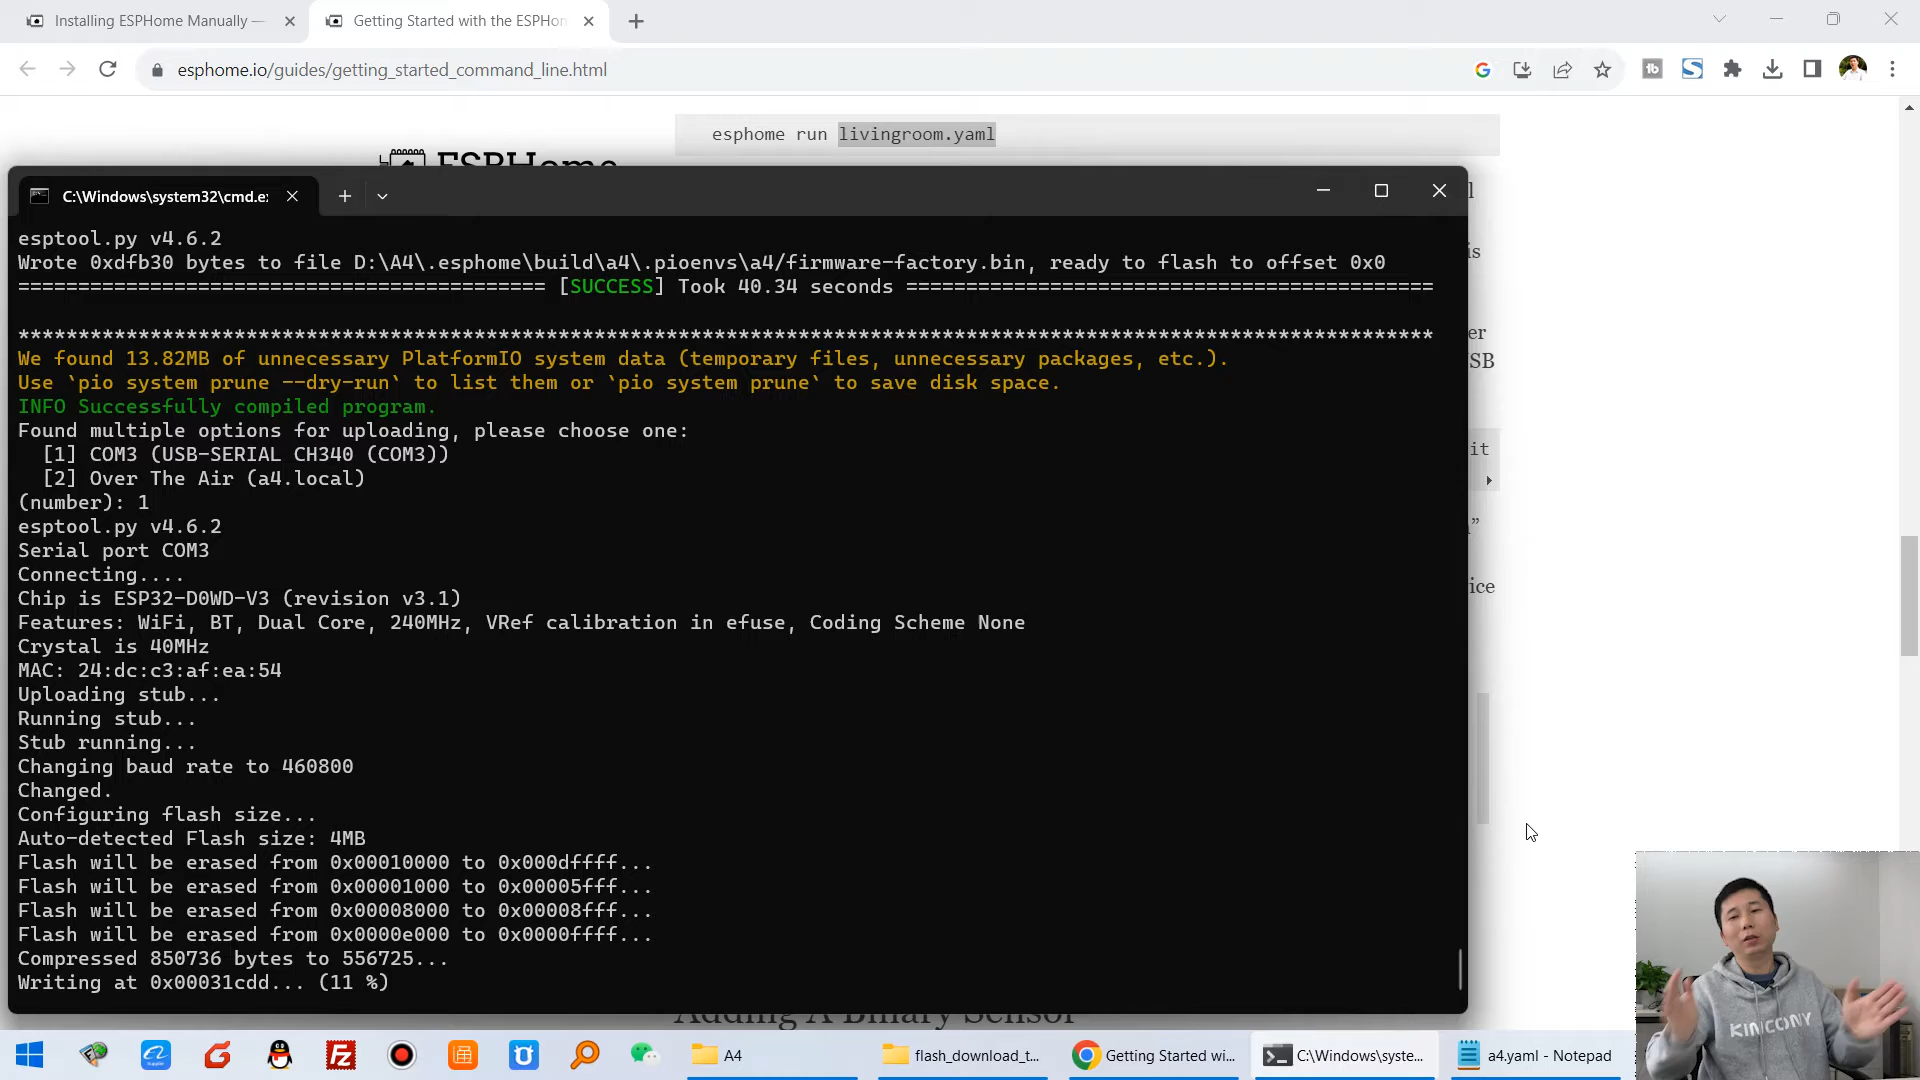 Installing ESPHome Manually —
Getting Started with the ESPHom
esphome.io/guides/getting_started_command_line.html
esphome run livingroom.yaml
ESPHome
C:\Windows\system32\cmd.e
esptool.py v4.6.2
Wrote 0xdfb30 bytes to file D:\A4\.esphome\build\a4\.pioenvs\a4/firmware-factory.bin, ready to flash to offset 0x0
============================================ [SUCCESS] Took 40.34 seconds ============================================
**********************************************************************************************************************
We found 13.82MB of unnecessary PlatformIO system data (temporary files, unnecessary packages, etc.).
Use `pio system prune --dry-run` to list them or `pio system prune` to save disk space.
INFO Successfully compiled program.
Found multiple options for uploading, please choose one:
[1] COM3 (USB-SERIAL CH340 (COM3))
[2] Over The Air (a4.local)
(number): 1
esptool.py v4.6.2
Serial port COM3
Connecting....
Chip is ESP32-D0WD-V3 (revision v3.1)
Features: WiFi, BT, Dual Core, 240MHz, VRef calibration in efuse, Coding Scheme None
Crystal is 40MHz
MAC: 24:dc:c3:af:ea:54
Uploading stub...
Running stub...
Stub running...
Changing baud rate to 460800
Changed.
Configuring flash size...
Auto-detected Flash size: 4MB
Flash will be erased from 0x00010000 to 0x000dffff...
Flash will be erased from 0x00001000 to 0x00005fff...
Flash will be erased from 0x00008000 to 0x00008fff...
Flash will be erased from 0x0000e000 to 0x0000ffff...
Compressed 850736 bytes to 556725...
Writing at 0x00031cdd... (11 %)
is
er
SB
it
”
ice
Adding A Binary Sensor
KINCONY
A4
flash_download_t...
Getting Started wi...
C:\Windows\syste...
a4.yaml - Notepad